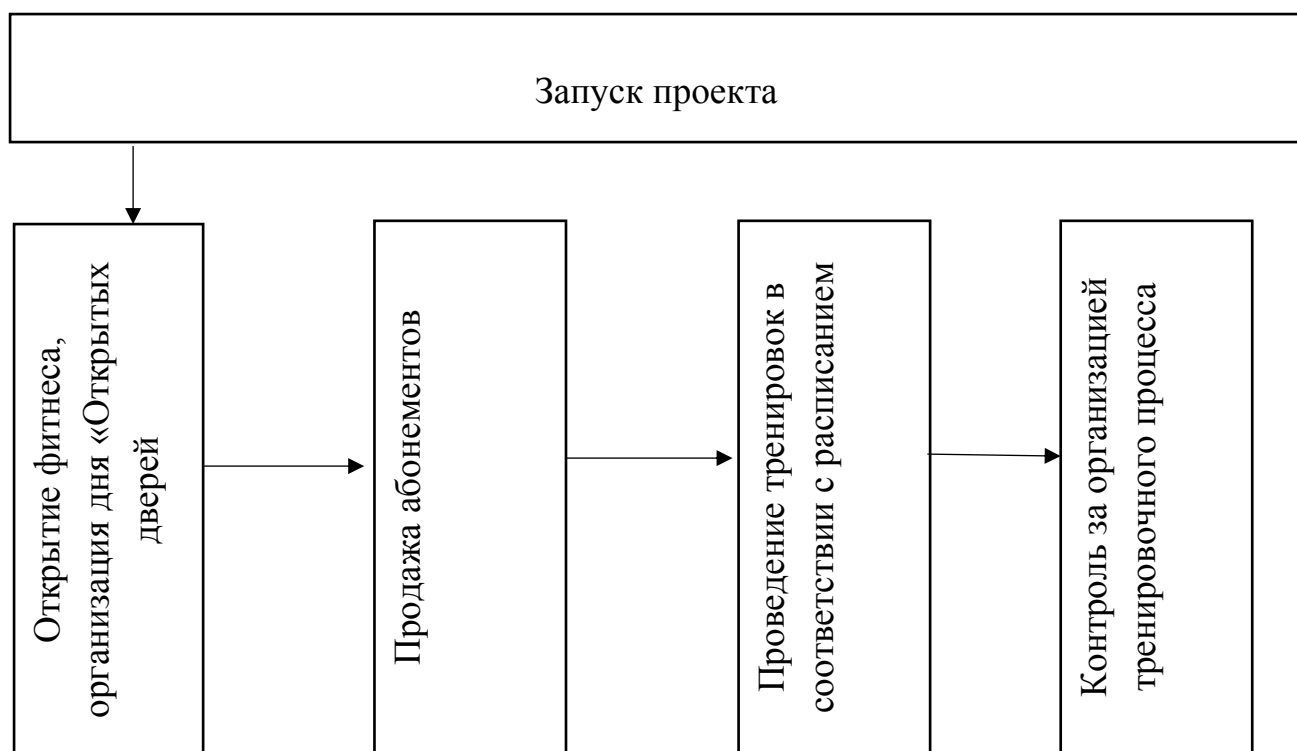 Запуск проекта
Открытие фитнеса,
организация дня «Открытых
дверей
Продажа абонементов
Проведение тренировок в
соответствии с расписанием
Контроль за организацией
тренировочного процесса